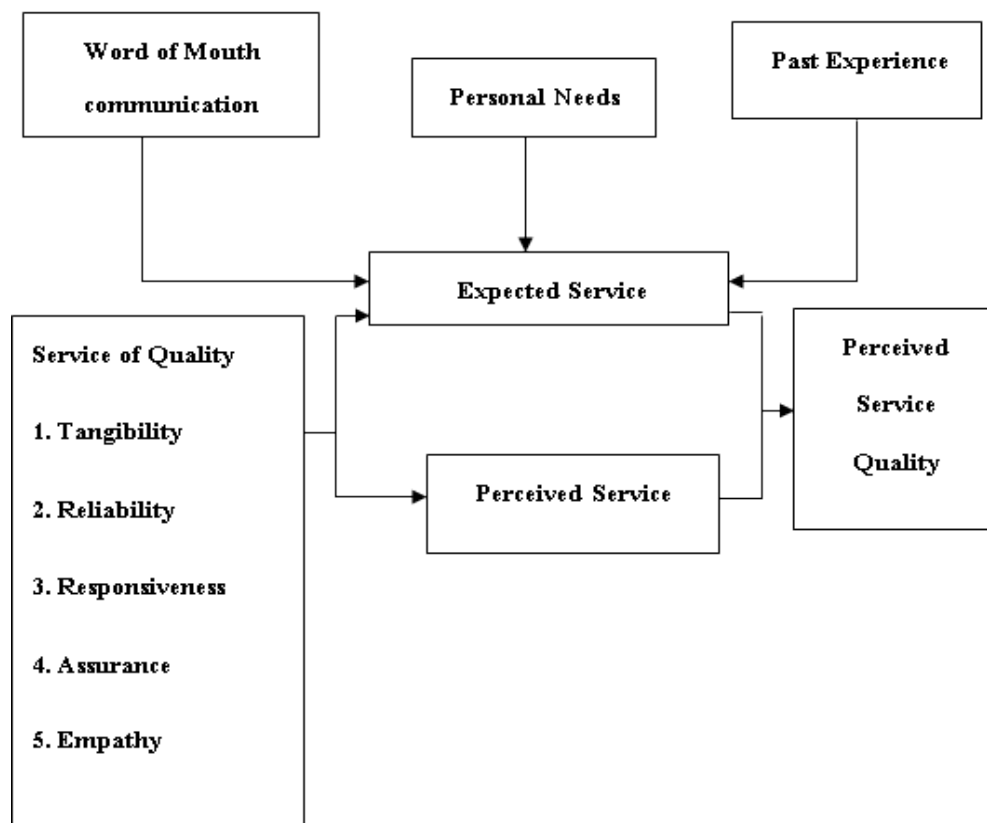 Word of Mouth
communication
Personal Needs
Past Experience
Expected Service
Service of Quality
1. Tangibility
2. Reliability
3. Responsiveness
4. Assurance
5. Empathy
Perceived Service
Perceived
Service
Quality